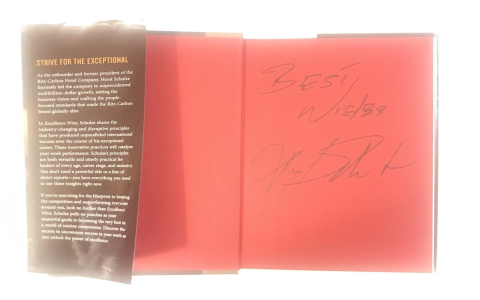 STRIVE FOR THE EXCEPTIONAL
As the cofounder and former president of the
Ritz-Carlton Hotel Company, Horst Schulze
fearlessly led the company to unprecedented
multibillion-dollar growth, setting the
business vision and crafting the people-
focused standards that made the Ritz-Carlton
brand globally elite.
In Excellence Wins, Schulze shares the
industry-changing and disruptive principles
that have produced unparalleled international
success over the course of his exceptional
career. These innovative practices will catalyze
your work performance. Schulze's principles
are both versatile and utterly practical for
leaders of every age, career stage, and industry.
You don't need a powerful title or a line of
direct reports—you have everything you need
to use these insights right now.
If you're searching for the blueprint to beating
the competition and outperforming everyone
around you, look no further than Excellence
Wins. Schulze pulls no punches in your
masterful guide to becoming the very best in
a world of routine compromise. Discover the
secrets to uncommon success in your work as
you unlock the power of excellence.
BEST
Wishes